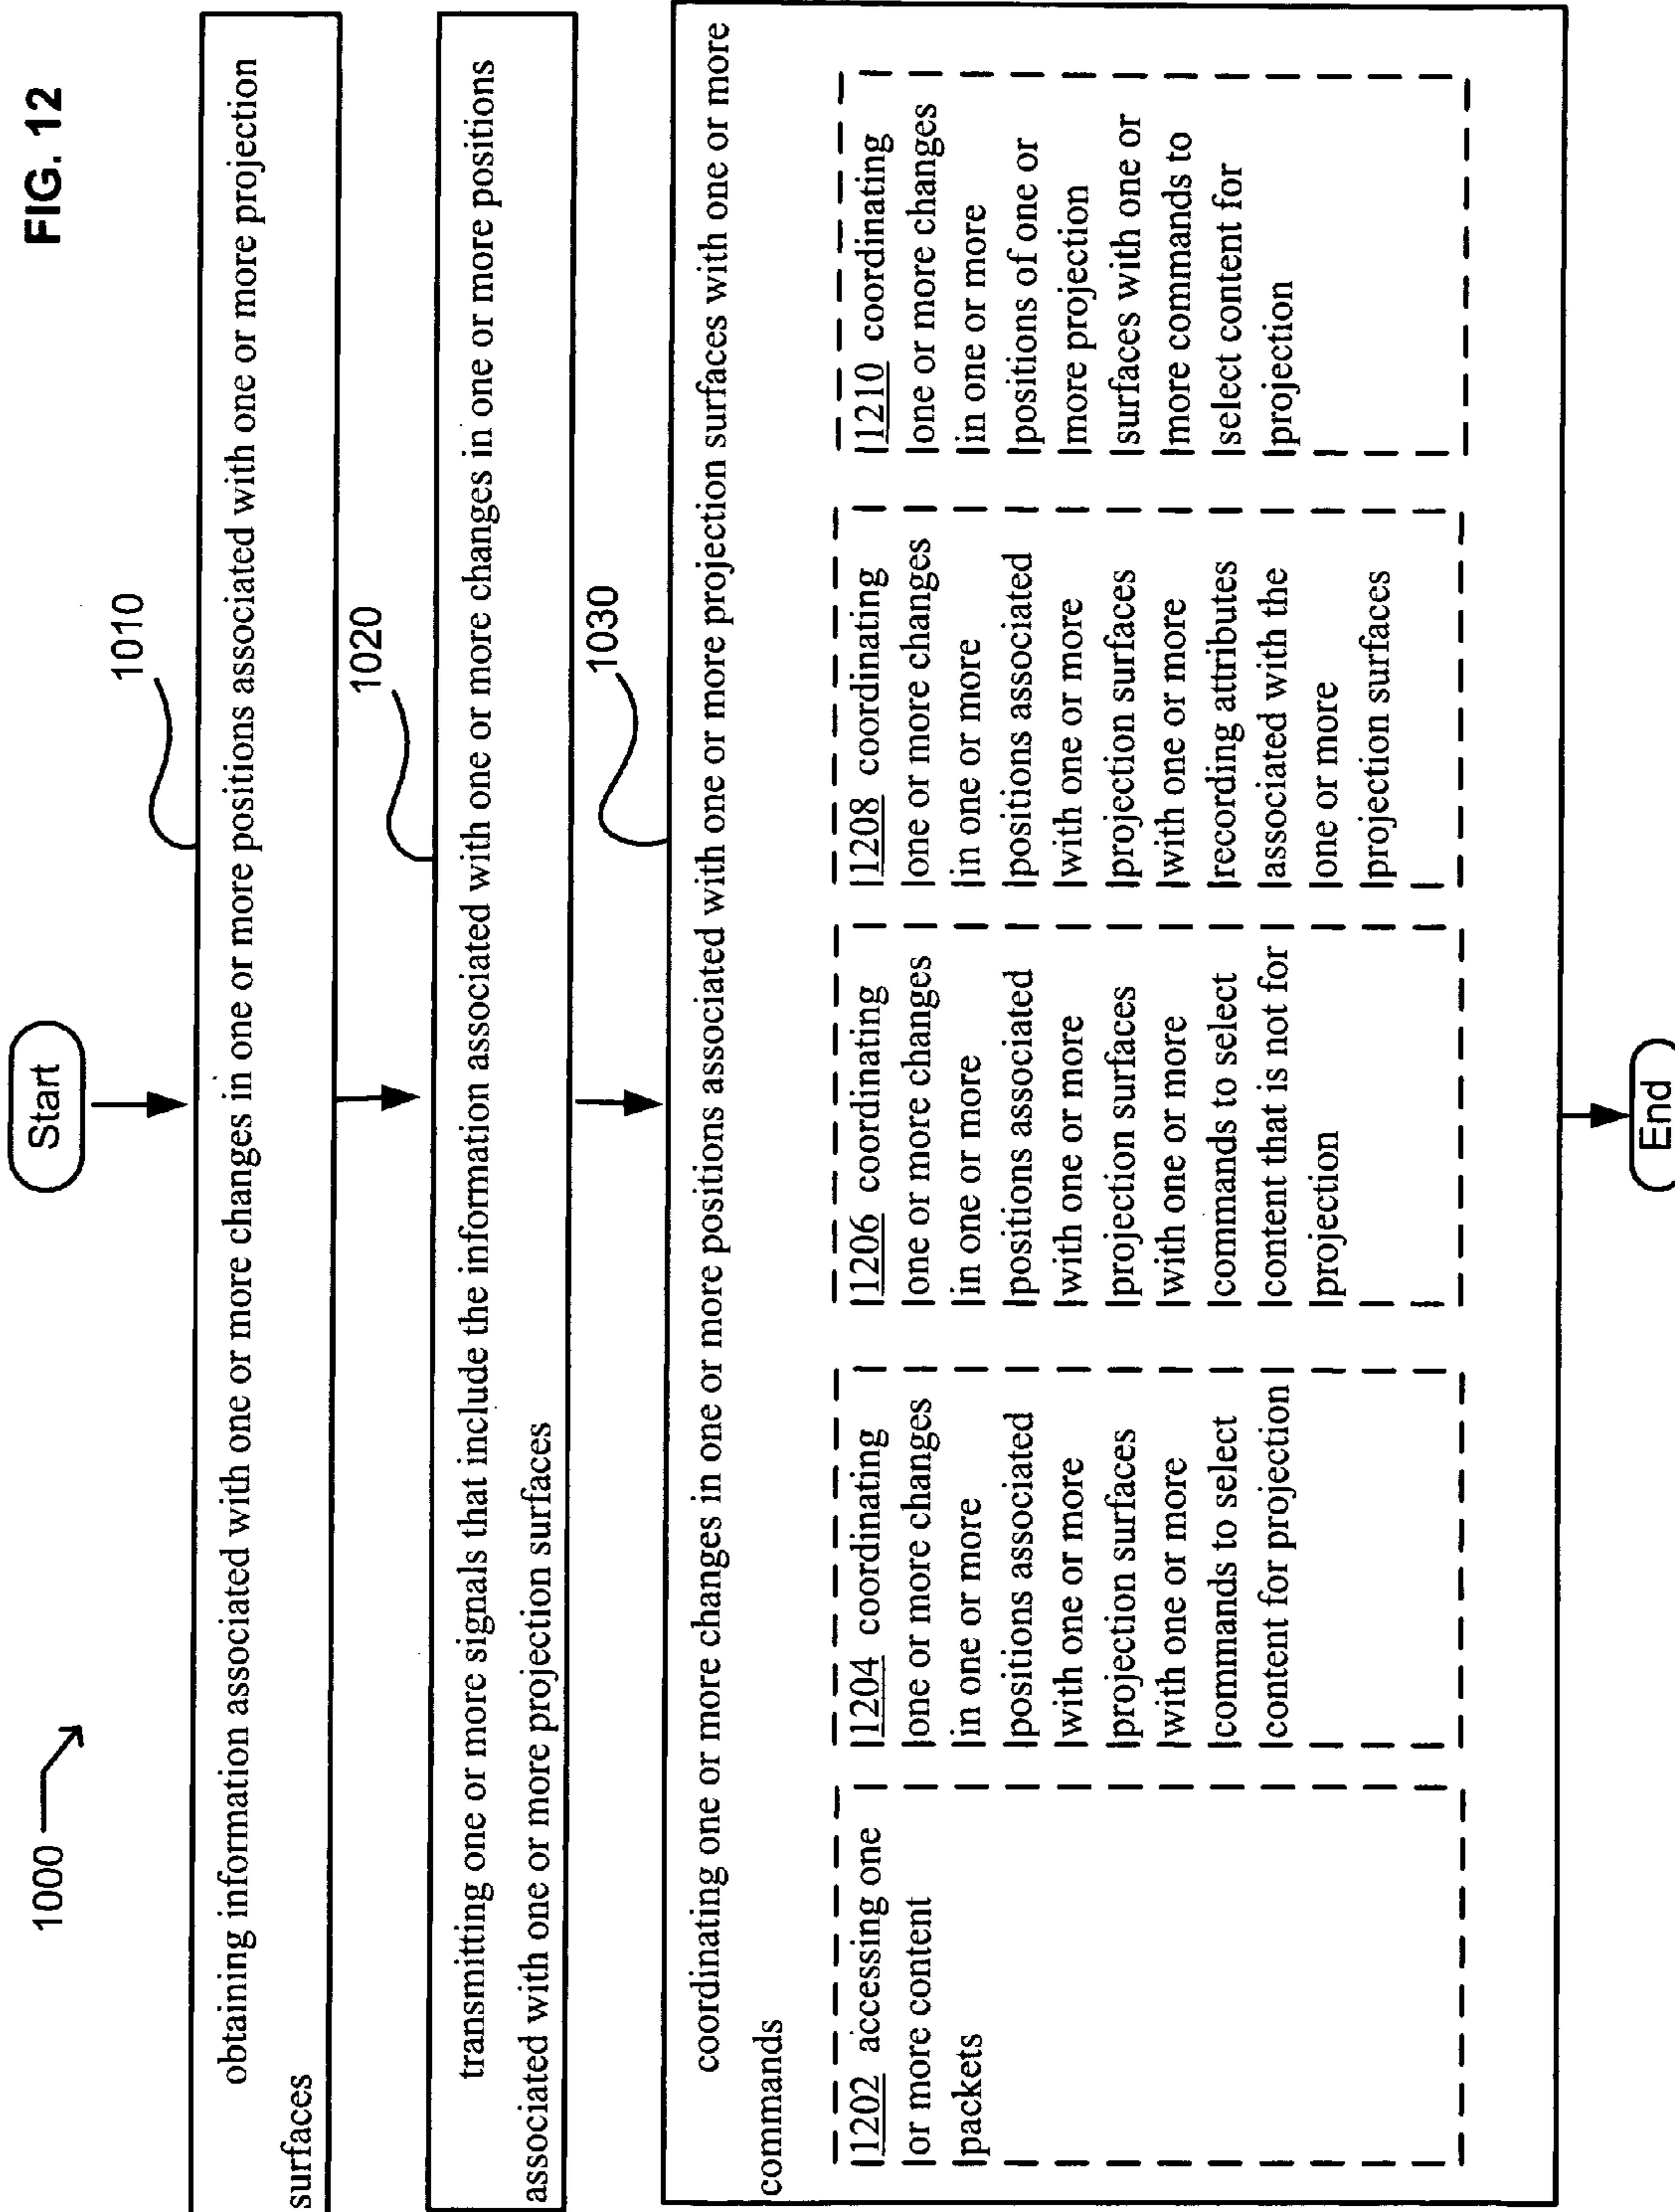 FIG. 12
1000
Start
1010
obtaining information associated with one or more changes in one or more positions associated with one or more projection
surfaces
1020
transmitting one or more signals that include the information associated with one or more changes in one or more positions
associated with one or more projection surfaces
1030
coordinating one or more changes in one or more positions associated with one or more projection surfaces with one or more
commands
1202 accessing one
or more content
packets
1204 coordinating
one or more changes
in one or more
positions associated
with one or more
projection surfaces
with one or more
commands to select
content for projection
1206 coordinating
one or more changes
in one or more
positions associated
with one or more
projection surfaces
with one or more
commands to select
content that is not for
projection
1208 coordinating
one or more changes
in one or more
positions associated
with one or more
projection surfaces
with one or more
recording attributes
associated with the
one or more
projection surfaces
1210 coordinating
one or more changes
in one or more
positions of one or
more projection
surfaces with one or
more commands to
select content for
projection
End